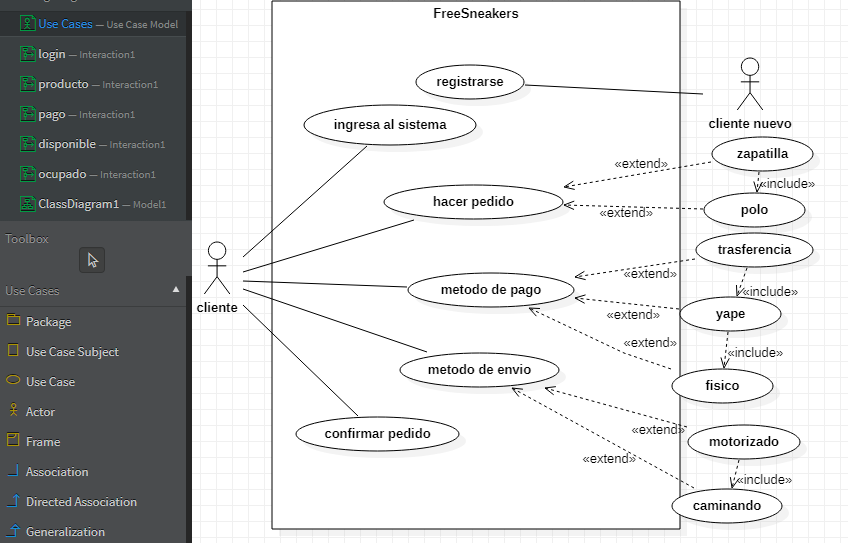 Use Cases — Use Case Model
login — Interaction1
producto — Interaction1
pago — Interaction1
disponible — Interaction1
ocupado — Interaction1
ClassDiagram1 — Model1
Toolbox
Use Cases
Package
Use Case Subject
Use Case
Actor
Frame
Association
Directed Association
Generalization
FreeSneakers
registrarse
cliente nuevo
ingresa al sistema
zapatilla
«extend»
«include»
hacer pedido
«extend»
polo
trasferencia
«extend»
cliente
metodo de pago
«include»
«extend»
yape
«extend»
«include»
metodo de envio
fisico
confirmar pedido
«extend»
motorizado
«extend»
«include»
caminando